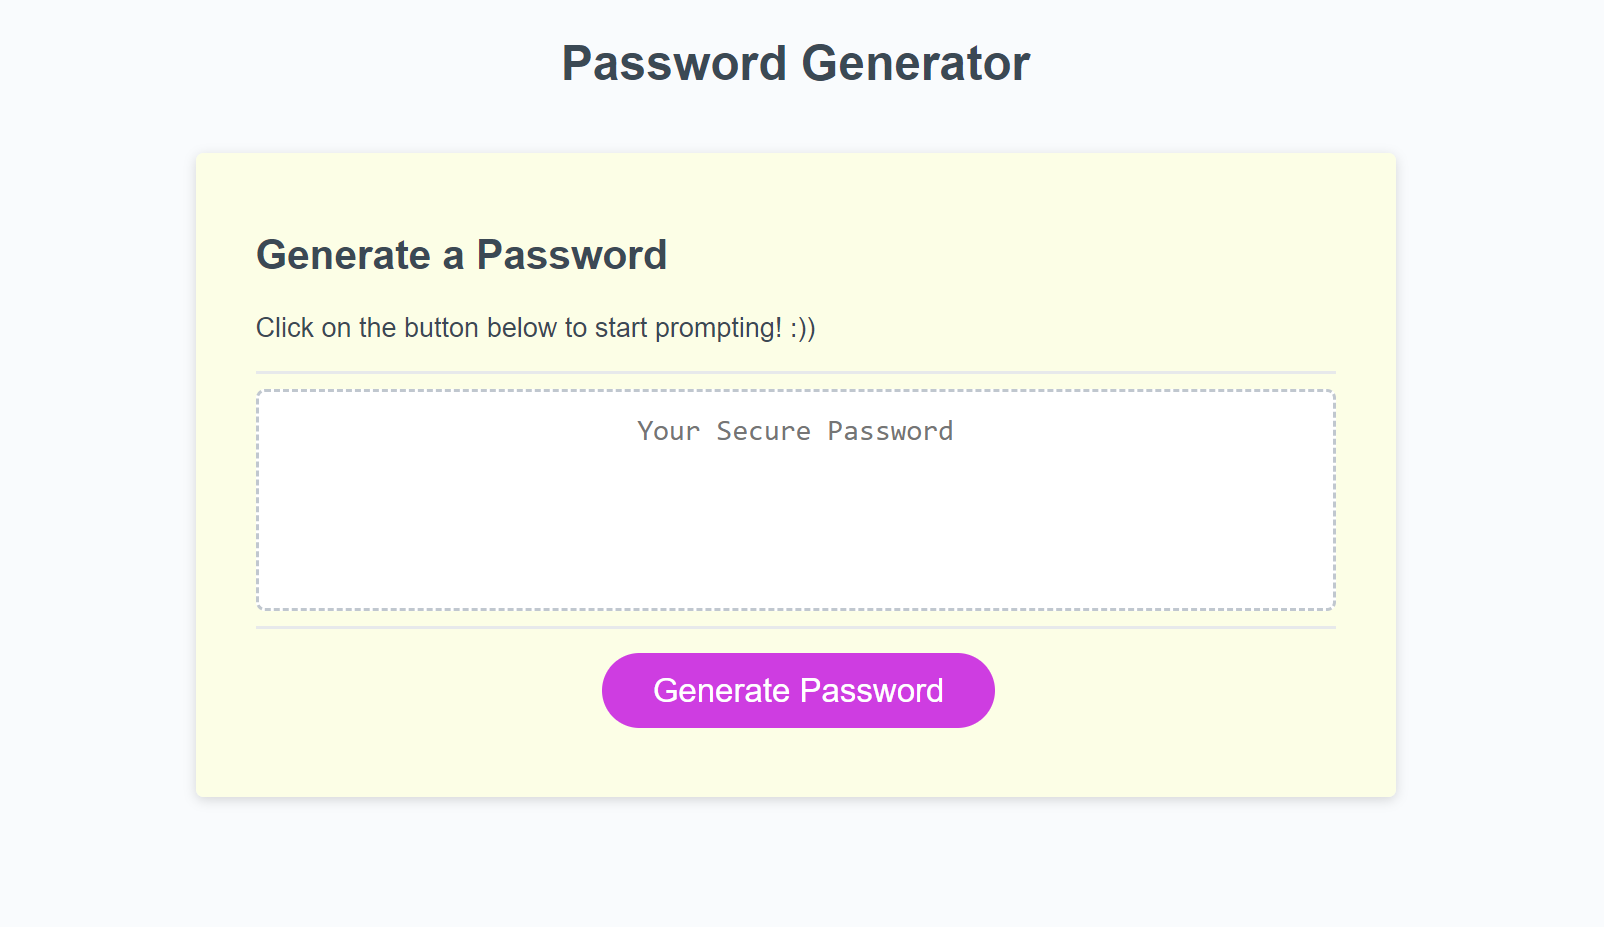 Password Generator
Generate a Password
Click on the button below to start prompting! :))
Your Secure Password
Generate Password